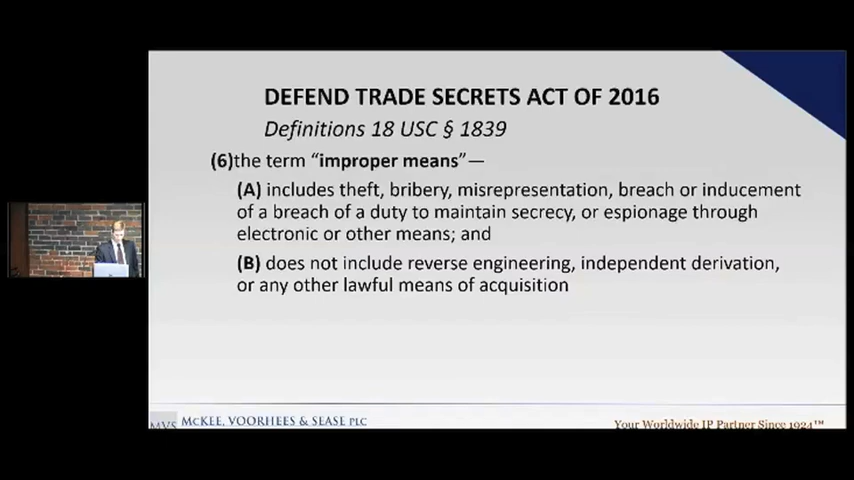 DEFEND TRADE SECRETS ACT OF 2016
Definitions 18 USC § 1839
(6)the term “improper means”—
(A) includes theft, bribery, misrepresentation, breach or inducement
of a breach of a duty to maintain secrecy, or espionage through
electronic or other means; and
(B) does not include reverse engineering, independent derivation,
or any other lawful means of acquisition
MVS McKEE, VOORHEES & SEASE PLC
Your Worldwide IP Partner Since 1924™